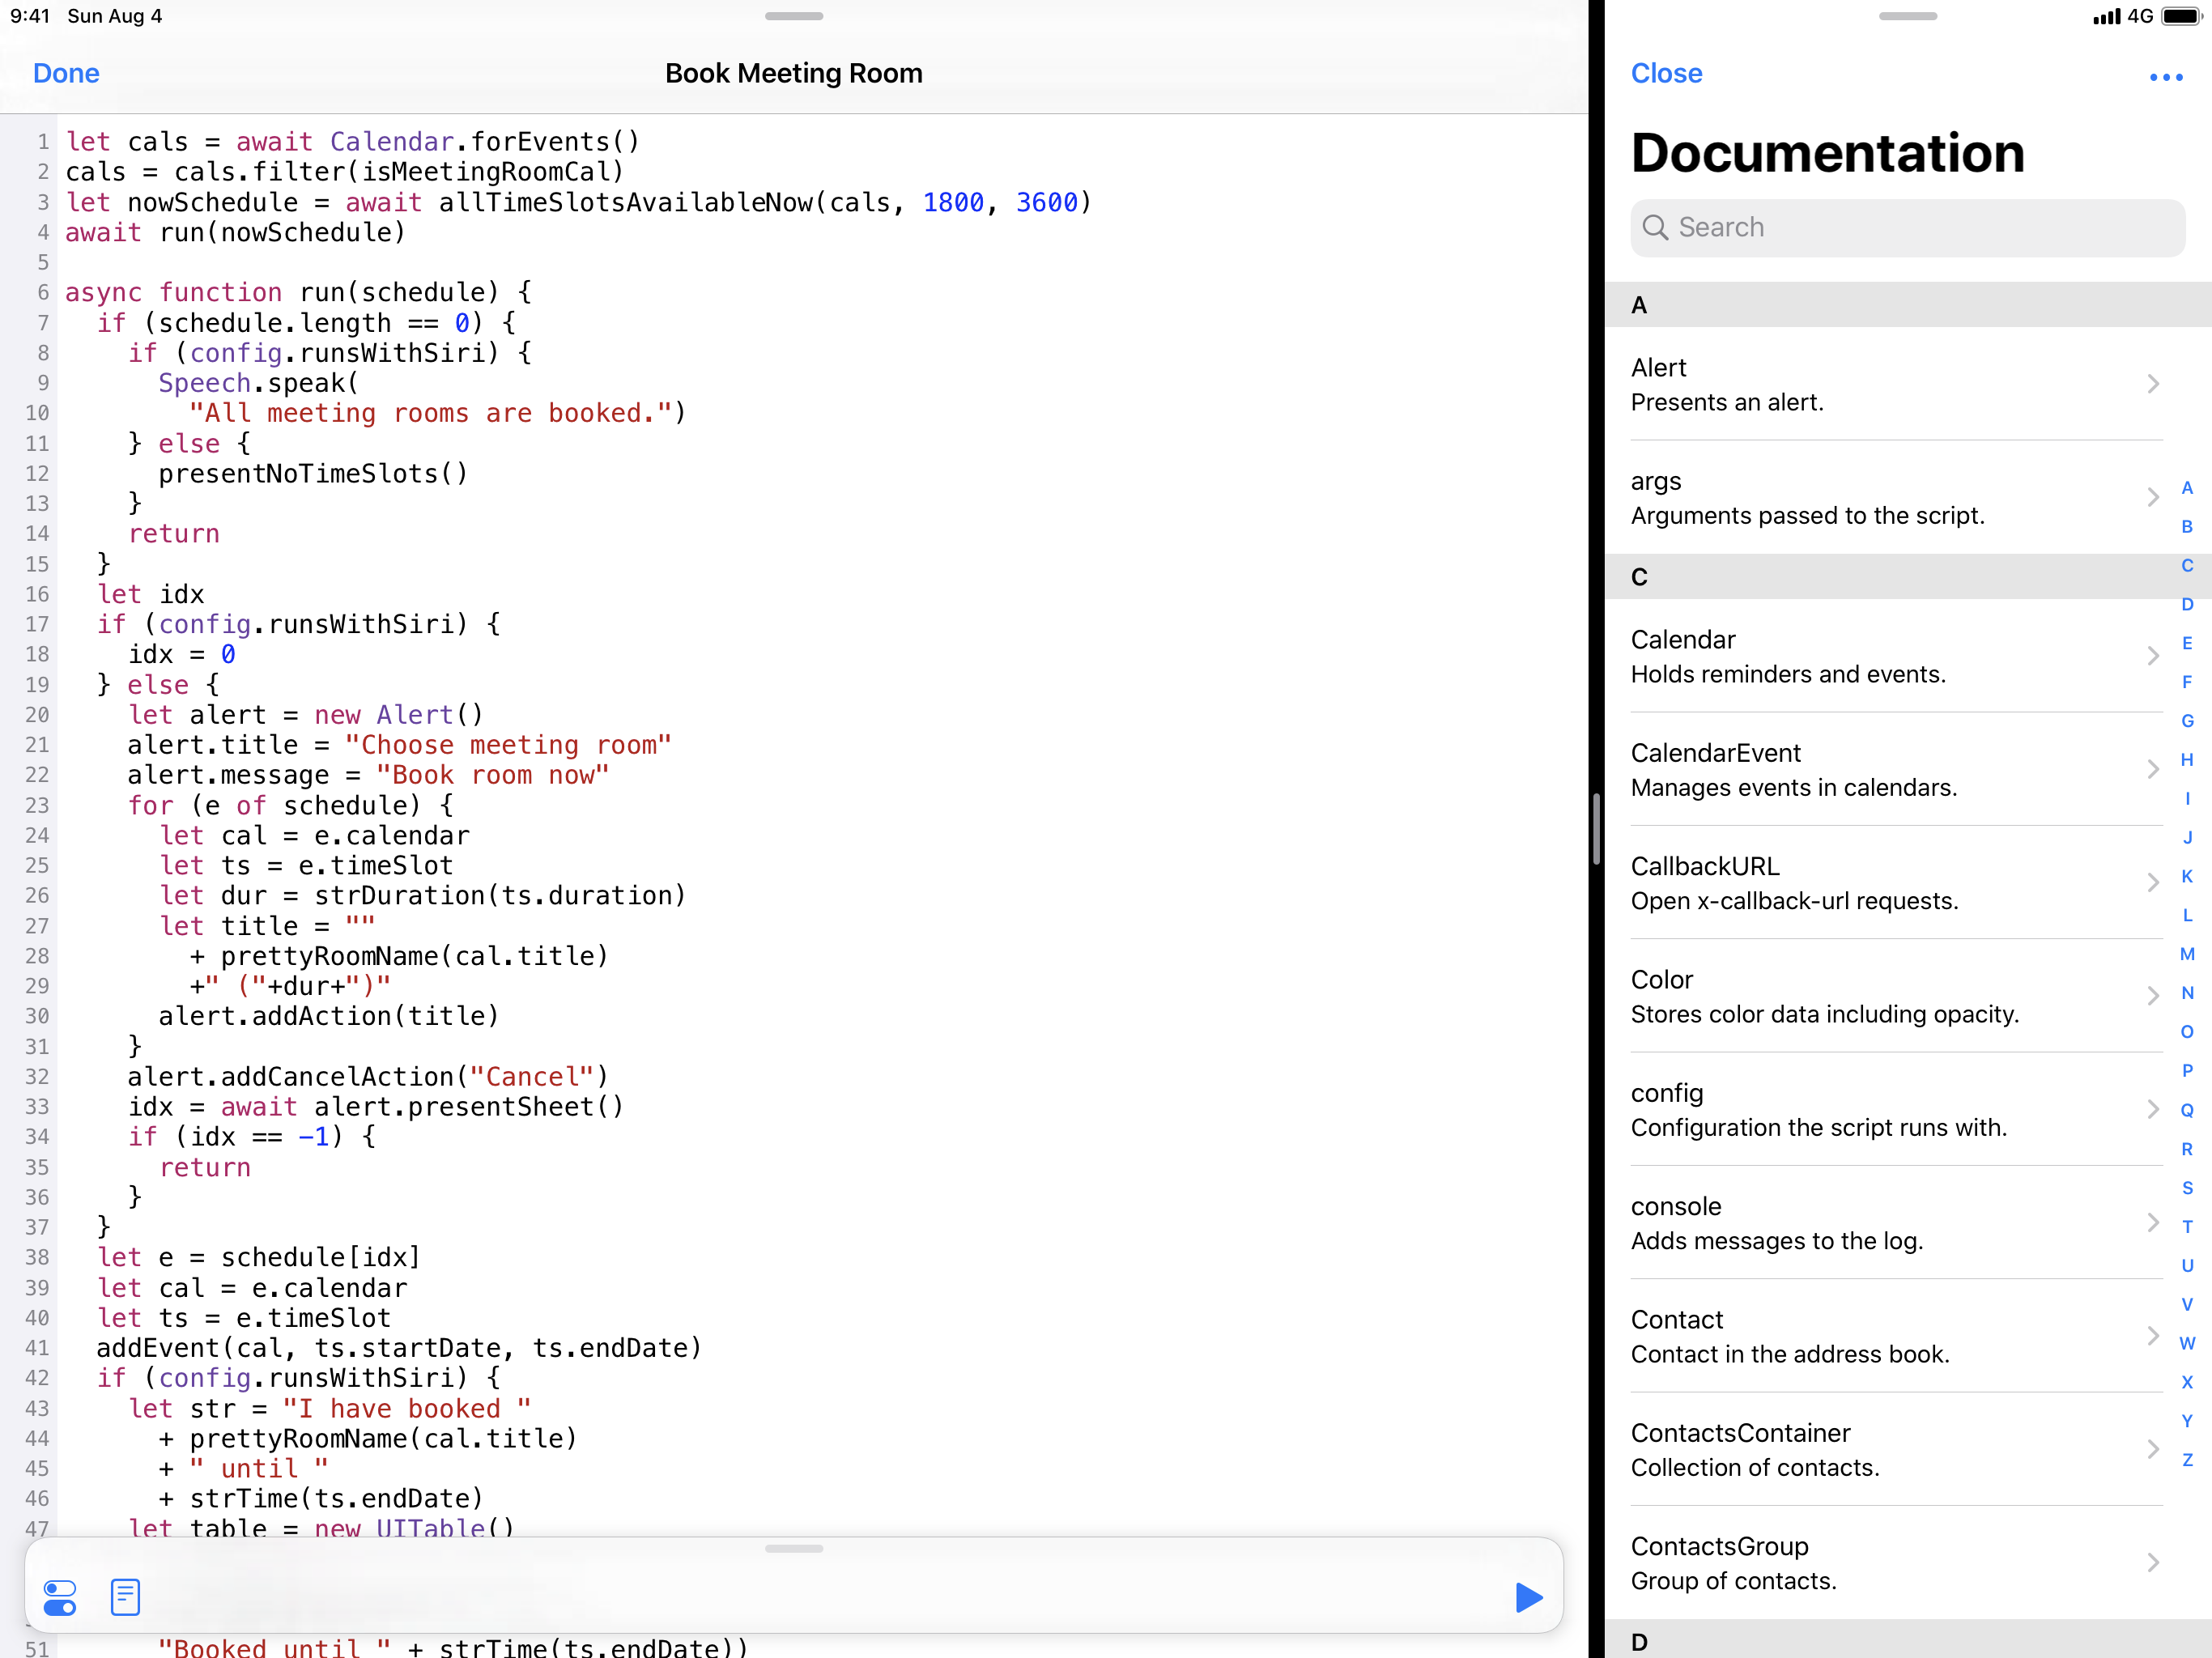 9:41 Sun Aug 4
Done
Book Meeting Room
1 let cals = await Calendar.forEvents()
2 cals = cals.filter(isMeetingRoomCal)
3 let nowSchedule = await allTimeSlotsAvailableNow(cals, 1800, 3600)
4 await run(nowSchedule)
5
6 async function run(schedule) {
7   if (schedule.length == 0) {
8     if (config.runsWithSiri) {
9       Speech.speak(
10         "All meeting rooms are booked.")
11     } else {
12       presentNoTimeSlots()
13     }
14     return
15   }
16   let idx
17   if (config.runsWithSiri) {
18     idx = 0
19   } else {
20     let alert = new Alert()
21     alert.title = "Choose meeting room"
22     alert.message = "Book room now"
23     for (e of schedule) {
24       let cal = e.calendar
25       let ts = e.timeSlot
26       let dur = strDuration(ts.duration)
27       let title = ""
28         + prettyRoomName(cal.title)
29         +" ("+dur+")"
30       alert.addAction(title)
31     }
32     alert.addCancelAction("Cancel")
33     idx = await alert.presentSheet()
34     if (idx == -1) {
35       return
36     }
37   }
38   let e = schedule[idx]
39   let cal = e.calendar
40   let ts = e.timeSlot
41   addEvent(cal, ts.startDate, ts.endDate)
42   if (config.runsWithSiri) {
43     let str = "I have booked "
44       + prettyRoomName(cal.title)
45       + " until "
46       + strTime(ts.endDate)
47     let table = new UITable()
51       "Booked until " + strTime(ts.endDate))
4G
Close
Documentation
Search
A
Alert
Presents an alert.
args
Arguments passed to the script.
C
Calendar
Holds reminders and events.
CalendarEvent
Manages events in calendars.
CallbackURL
Open x-callback-url requests.
Color
Stores color data including opacity.
config
Configuration the script runs with.
console
Adds messages to the log.
Contact
Contact in the address book.
ContactsContainer
Collection of contacts.
ContactsGroup
Group of contacts.
D
A
B
C
D
E
F
G
H
I
J
K
L
M
N
O
P
Q
R
S
T
U
V
W
X
Y
Z